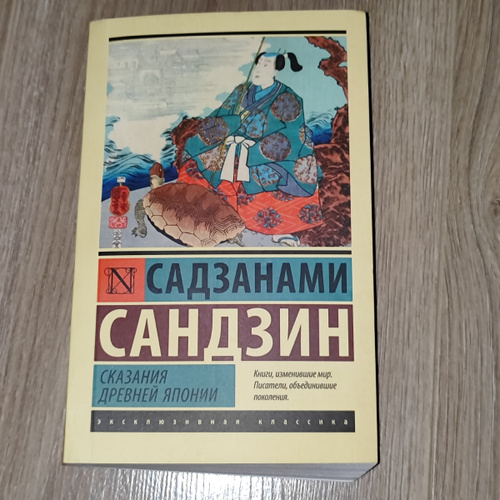 N САДЗАНАМИ
САНДЗИН
СКАЗАНИЯ
ДРЕВНЕЙ ЯПОНИИ
Книги, изменившие мир.
Писатели, объединившие
поколения.
эксклюзивная классика